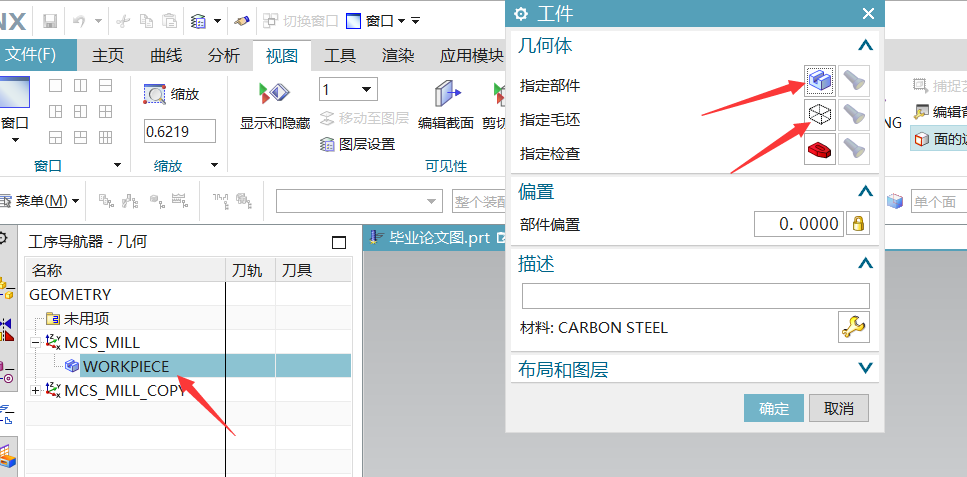 NX
切换窗口
窗口
文件(F)
主页
曲线
分析
视图
工具
渲染
应用模块
窗口
窗口
缩放
0.6219
缩放
显示和隐藏
1
移动至图层
图层设置
编辑截面
剪切
可见性
菜单(M)
整个装配
工序导航器 - 几何
名称
刀轨
刀具
GEOMETRY
未用项
MCS_MILL
WORKPIECE
MCS_MILL_COPY
毕业论文图.prt
工件
几何体
指定部件
指定毛坯
指定检查
偏置
部件偏置
0.0000
描述
材料: CARBON STEEL
布局和图层
确定
取消
捕捉
编辑背
NG
面的边
单个面